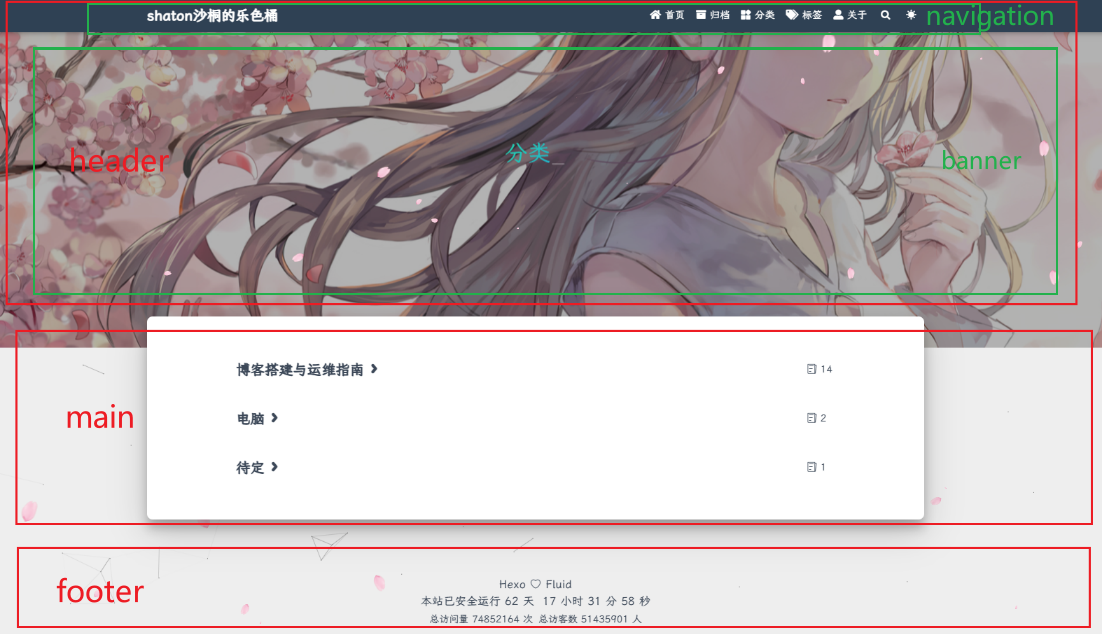 shaton沙桐的乐色桶 首页 归档 分类 标签 关于 navigation
header
分类_
banner
博客搭建与运维指南 14
电脑 2
待定 1
main
footer
Hexo ♡ Fluid
本站已安全运行 62 天 17 小时 31 分 58 秒
总访问量 74852164 次 总访客数 51435901 人